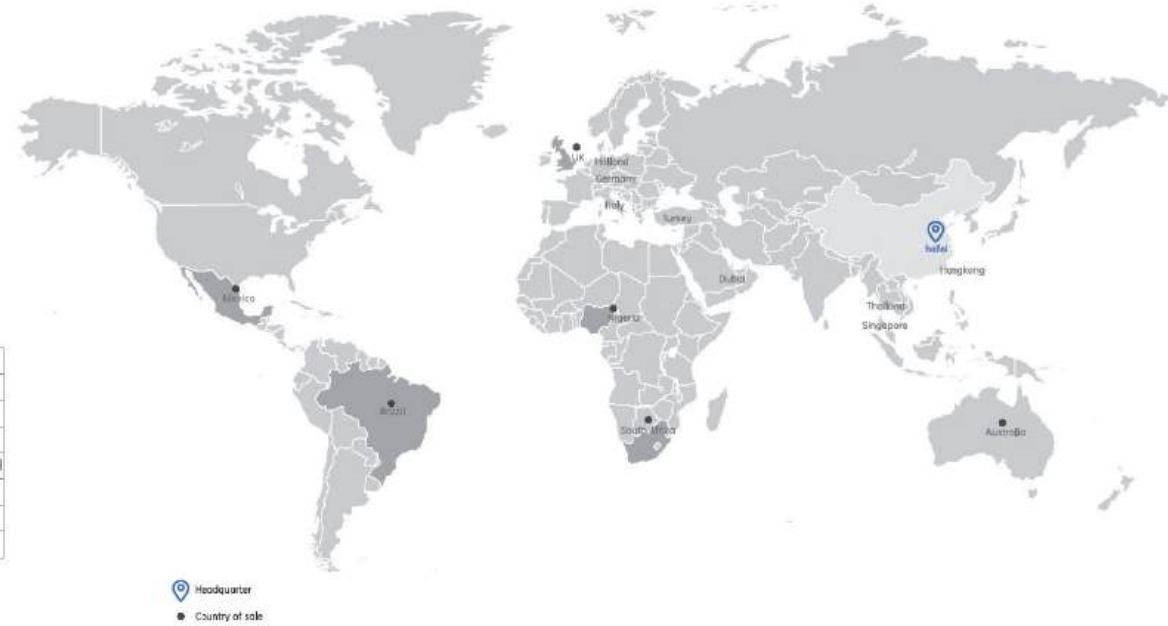 UK
Holland
Germany
Italy
Turkey
hefei
Hongkong
Mexico
Dubai
Thailand
Nigeria
Singapore
Brazil
South Afrika
Australia
Headquarter
Country of sale